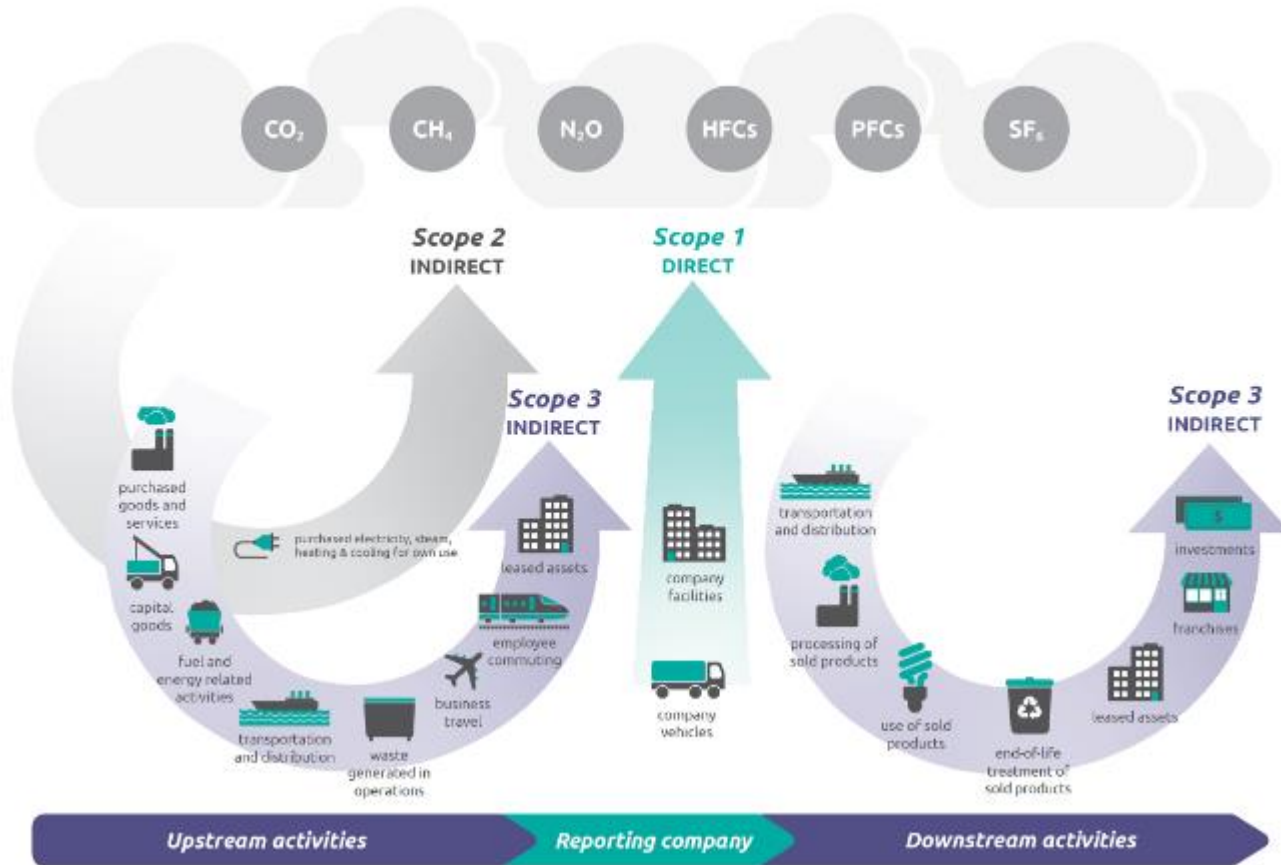 CO₂
CH₄
N₂O
HFCs
PFCs
SF₆
Scope 2
INDIRECT
Scope 1
DIRECT
Scope 3
INDIRECT
Scope 3
INDIRECT
purchased
goods and
services
capital
goods
fuel and
energy related
activities
transportation
and distribution
waste
generated in
operations
business
travel
employee
commuting
leased assets
purchased electricity, steam,
heating & cooling for own use
company
facilities
company
vehicles
transportation
and distribution
processing of
sold products
use of sold
products
end-of-life
treatment of
sold products
leased assets
franchises
investments
$
Upstream activities
Reporting company
Downstream activities